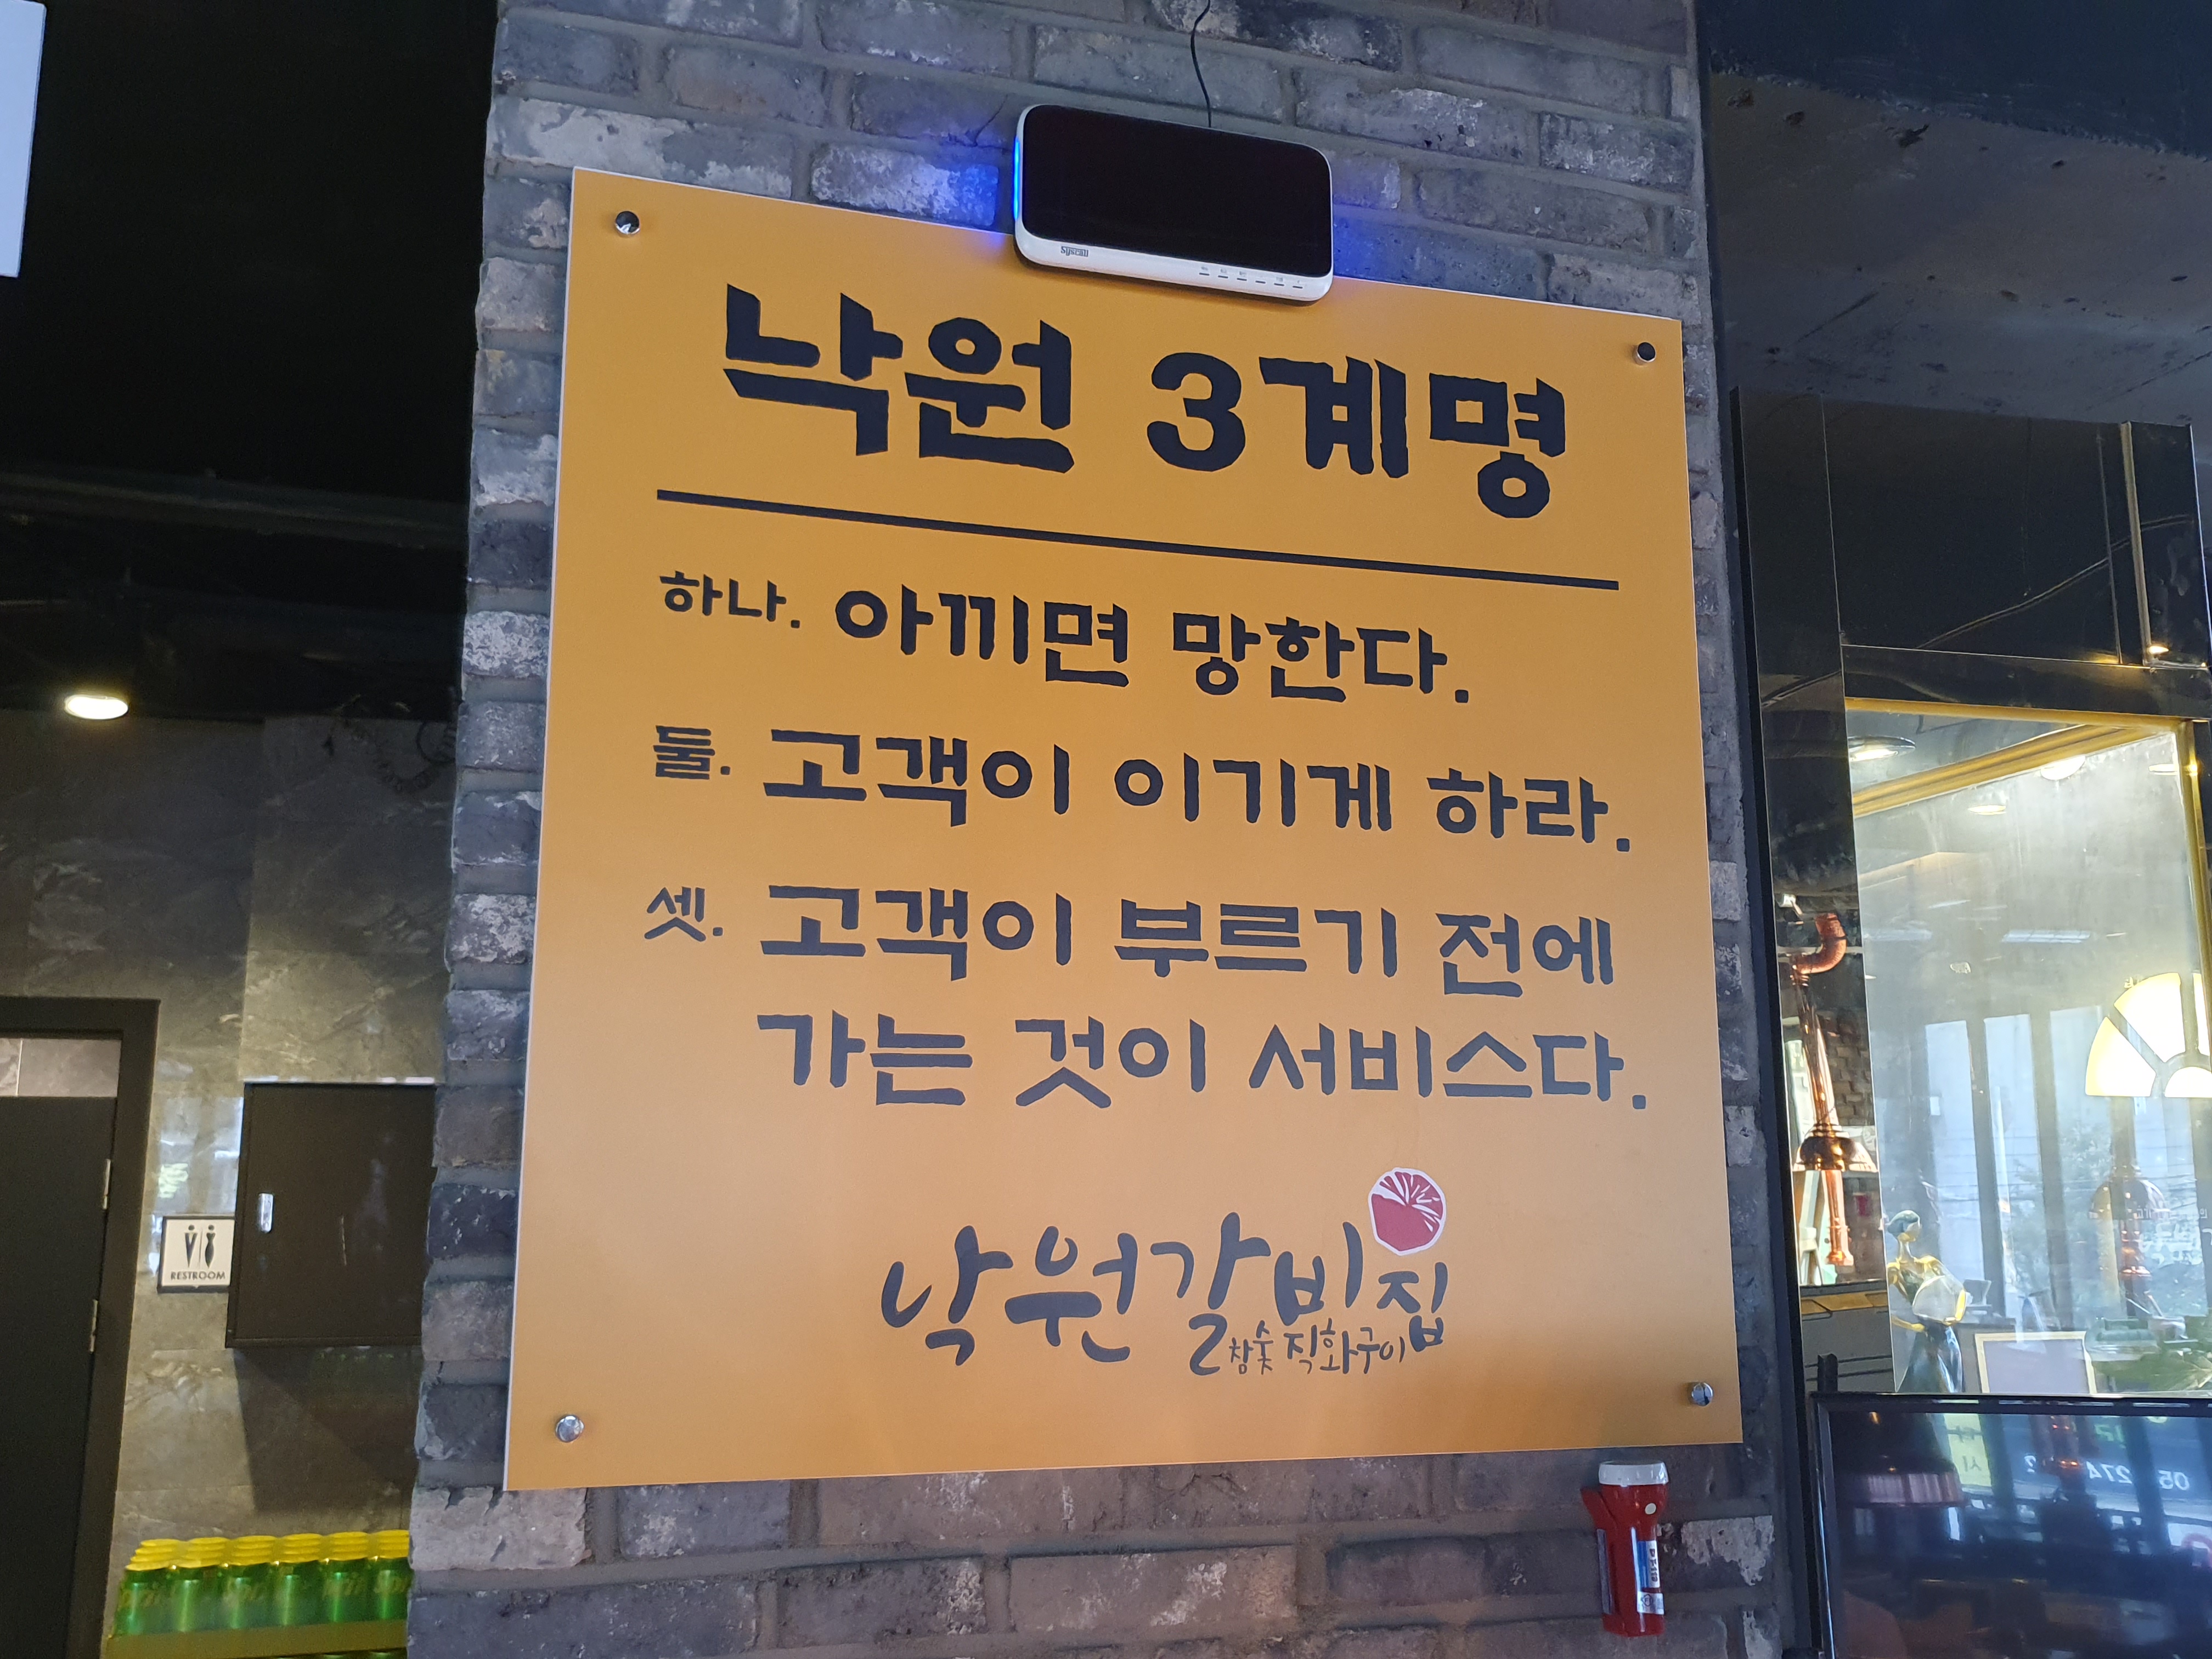 Syscall
낙원 3계명
하나. 아끼면 망한다.
둘. 고객이 이기게 하라.
셋. 고객이 부르기 전에
가는 것이 서비스다.
낙원갈비집
참숯 직화구이
RESTROOM